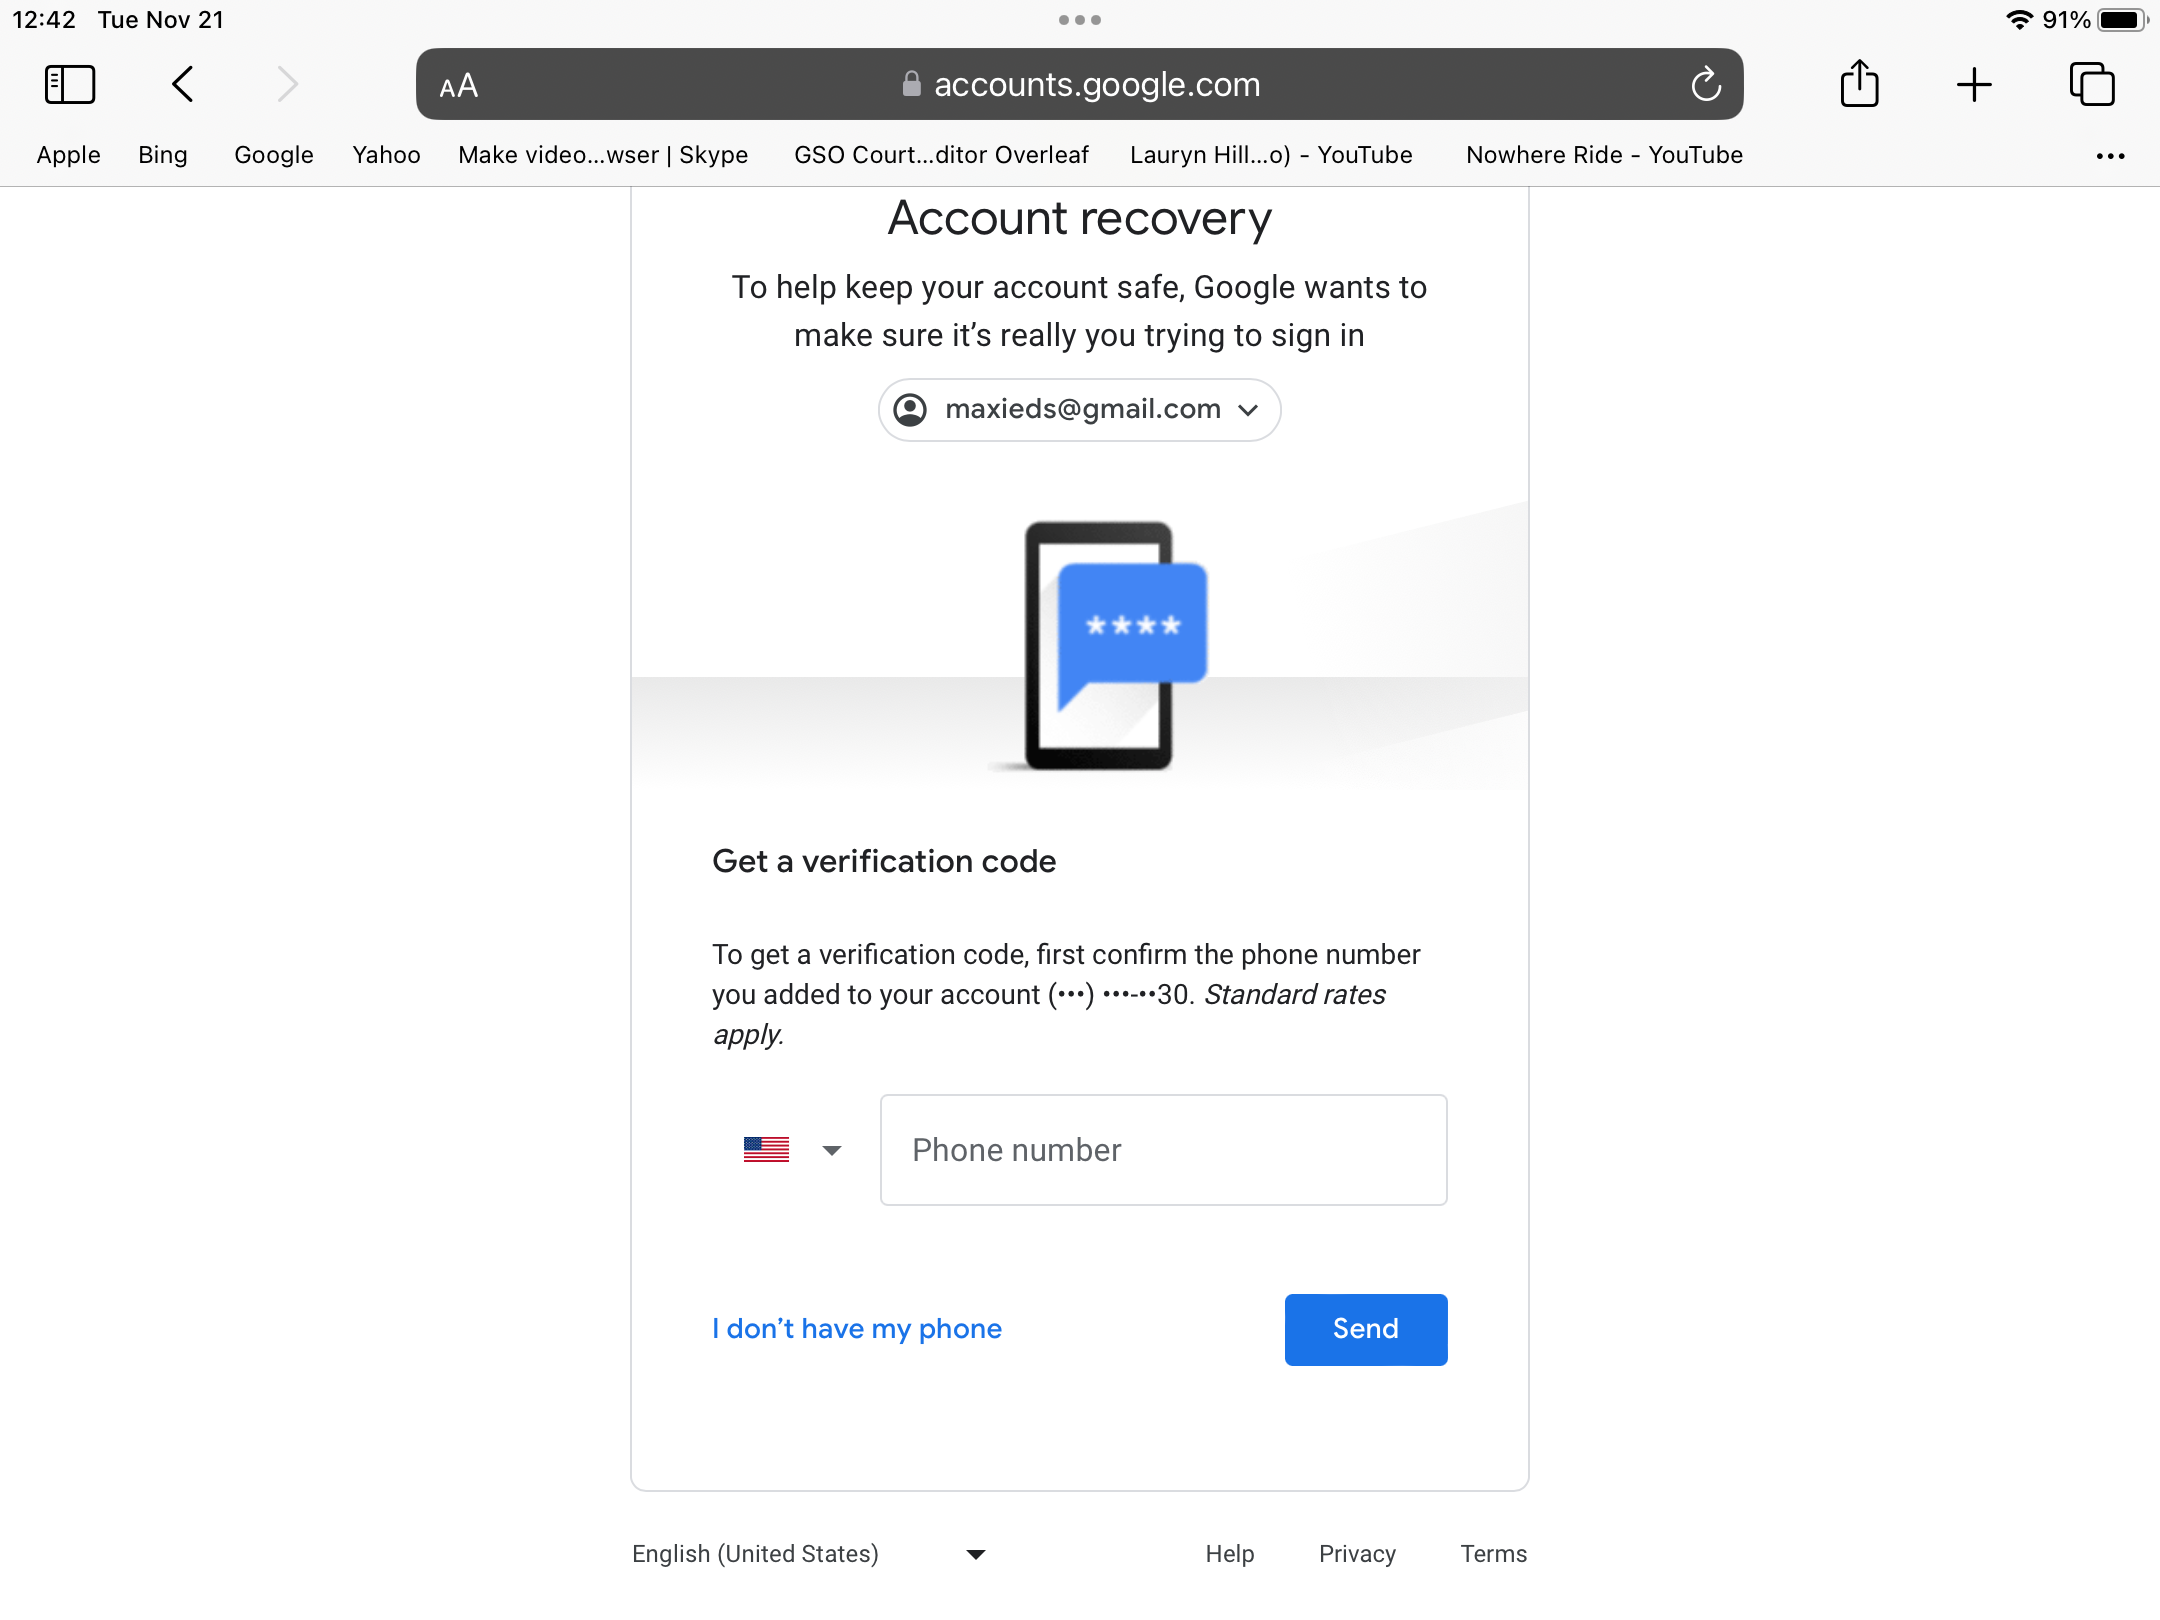 12:42 Tue Nov 21
91%
AA accounts.google.com
Apple Bing Google Yahoo Make video...wser | Skype GSO Court...ditor Overleaf Lauryn Hill...o) - YouTube Nowhere Ride - YouTube
Account recovery
To help keep your account safe, Google wants to
make sure it’s really you trying to sign in
maxieds@gmail.com
****
Get a verification code
To get a verification code, first confirm the phone number
you added to your account (•••) •••-••30. Standard rates
apply.
Phone number
I don’t have my phone
Send
English (United States)
Help Privacy Terms